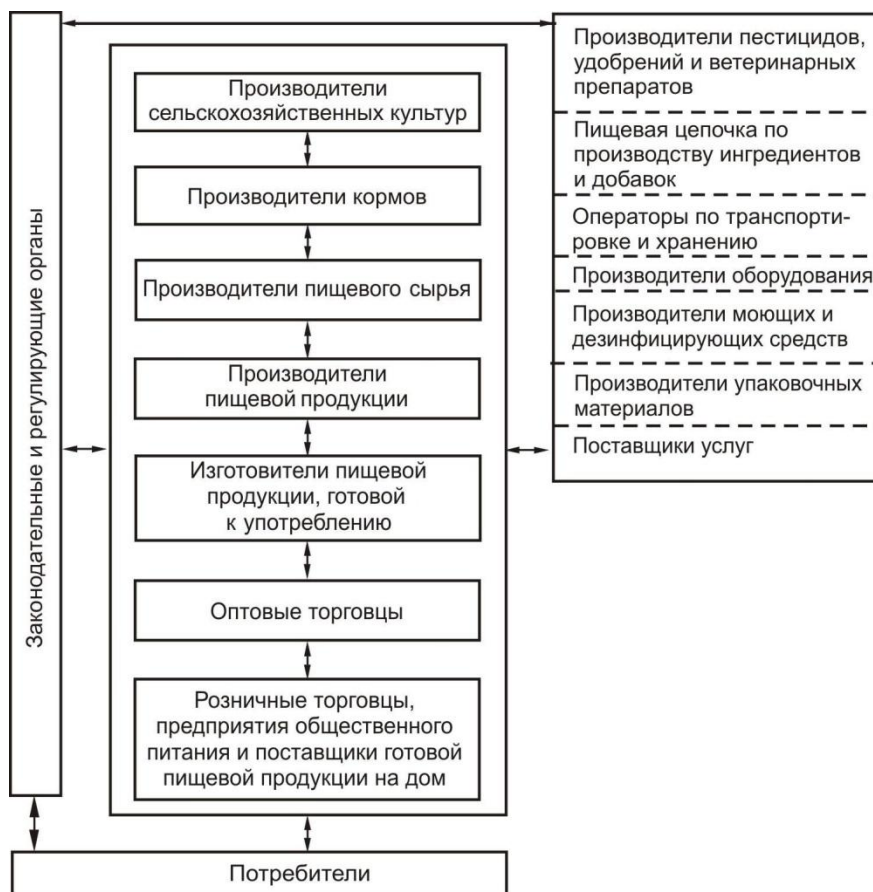 Законодательные и регулирующие органы
Производители
сельскохозяйственных культур
Производители кормов
Производители пищевого сырья
Производители
пищевой продукции
Изготовители пищевой
продукции, готовой
к употреблению
Оптовые торговцы
Розничные торговцы,
предприятия общественного
питания и поставщики готовой
пищевой продукции на дом
Производители пестицидов,
удобрений и ветеринарных
препаратов
Пищевая цепочка по
производству ингредиентов
и добавок
Операторы по транспорти-
ровке и хранению
Производители оборудования
Производители моющих и
дезинфицирующих средств
Производители упаковочных
материалов
Поставщики услуг
Потребители